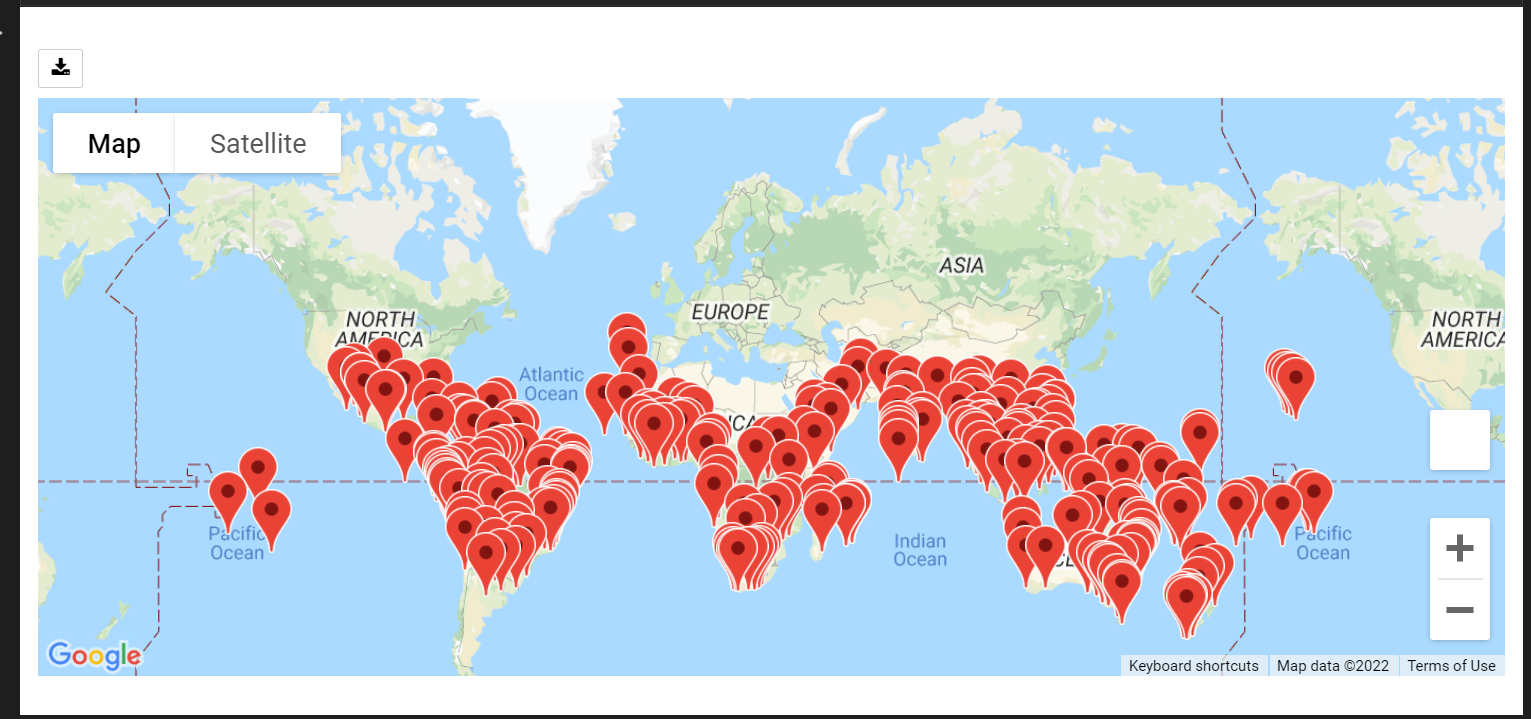 Map
Satellite
ASIA
NORTH
AMERICA
EUROPE
NORTH
AMERICA
Atlantic
Ocean
Pacific
Ocean
Indian
Ocean
Pacific
Ocean
Google
Keyboard shortcuts
Map data ©2022
Terms of Use